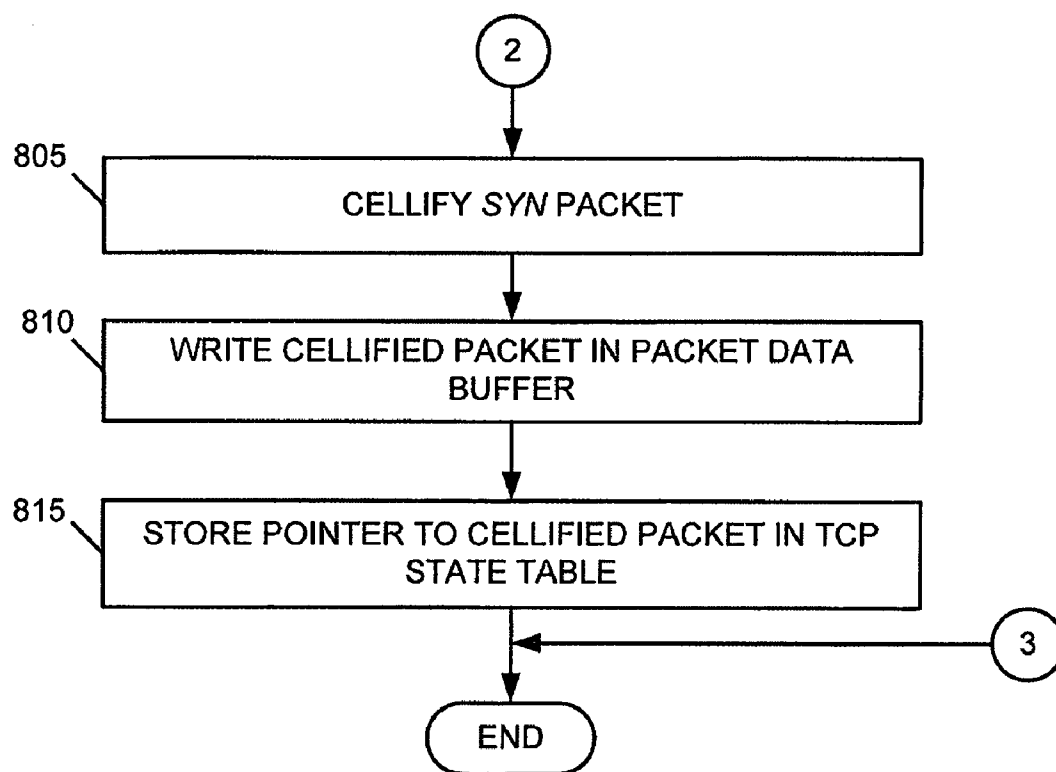 2
805
CELLIFY SYN PACKET
810
WRITE CELLIFIED PACKET IN PACKET DATA
BUFFER
815
STORE POINTER TO CELLIFIED PACKET IN TCP
STATE TABLE
3
END